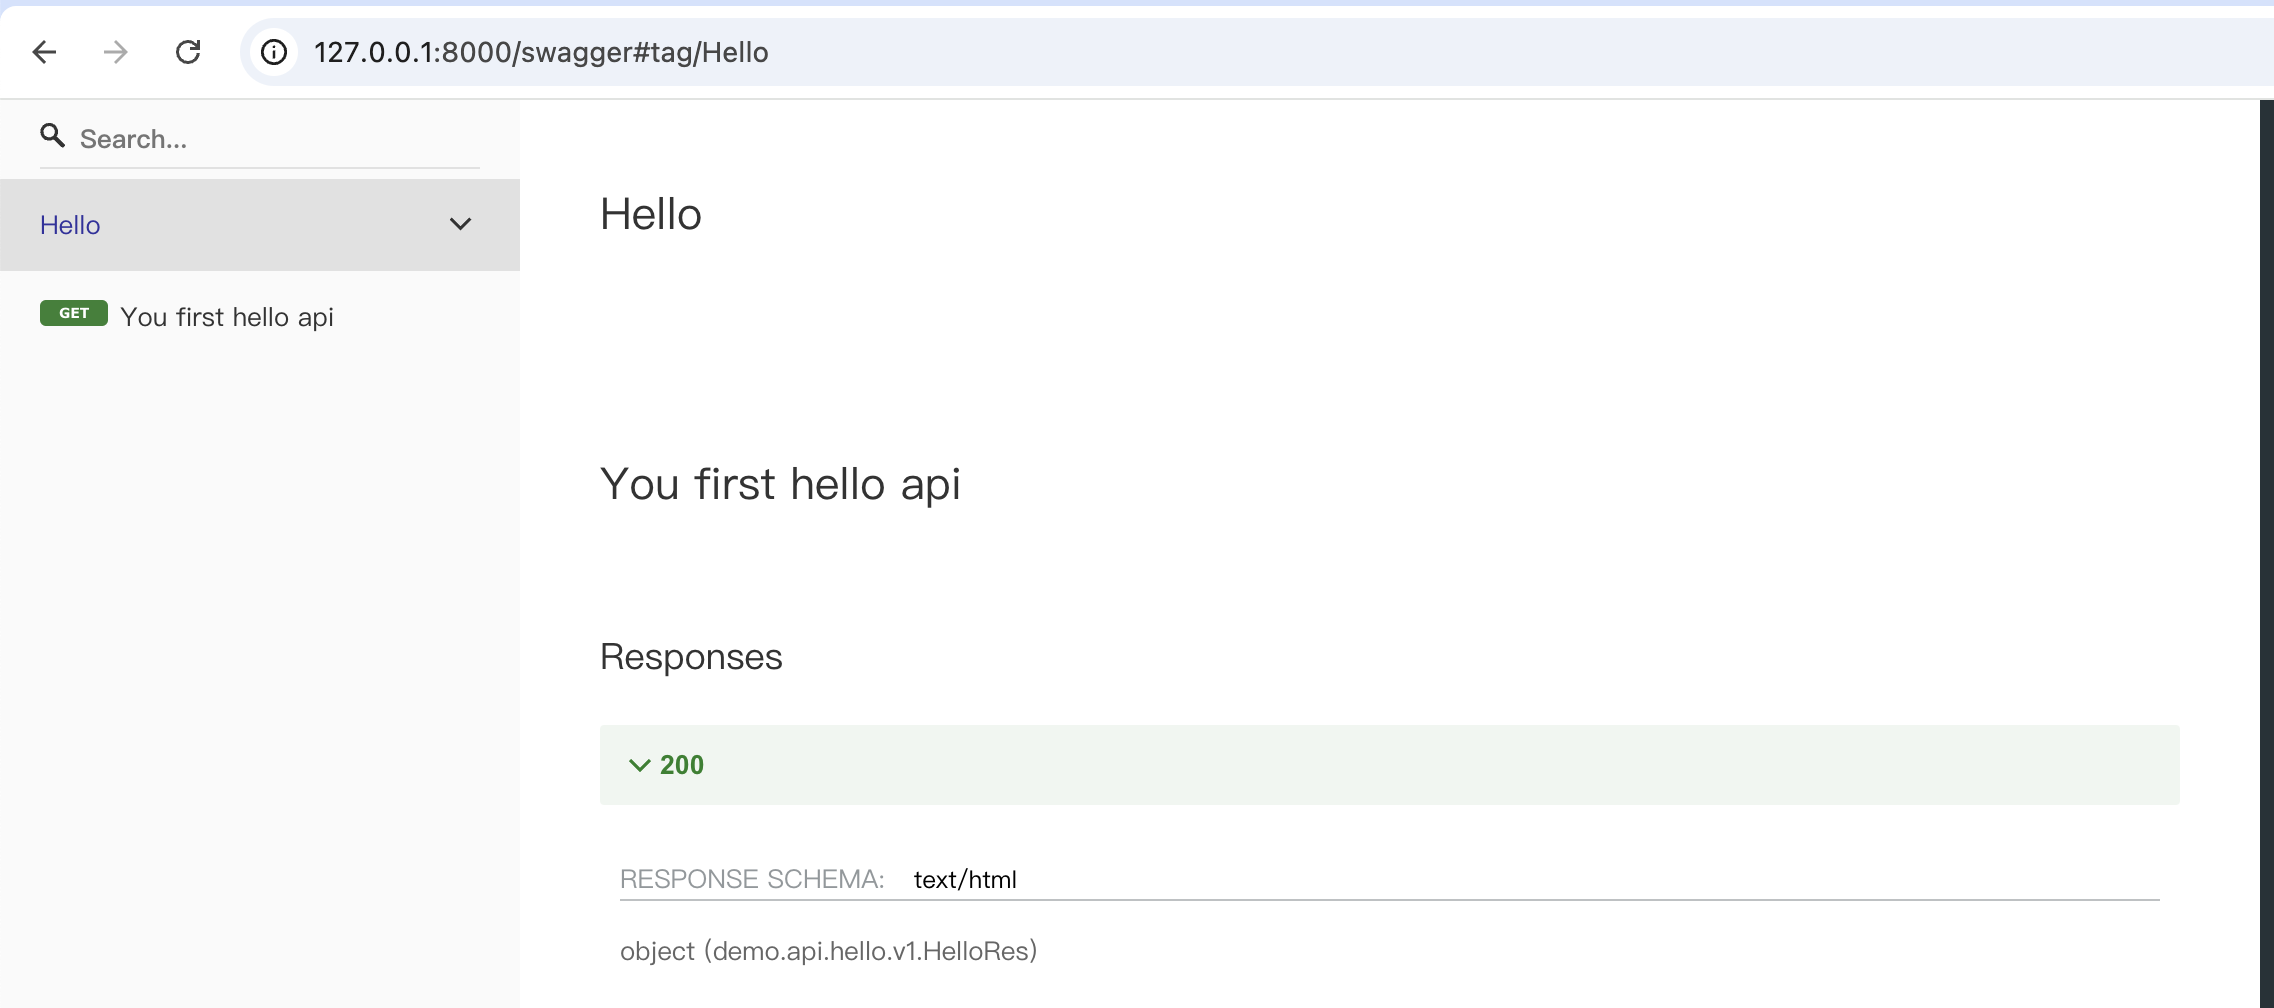 127.0.0.1:8000/swagger#tag/Hello
Search...
Hello
GET You first hello api
Hello
You first hello api
Responses
200
RESPONSE SCHEMA: text/html
object (demo.api.hello.v1.HelloRes)